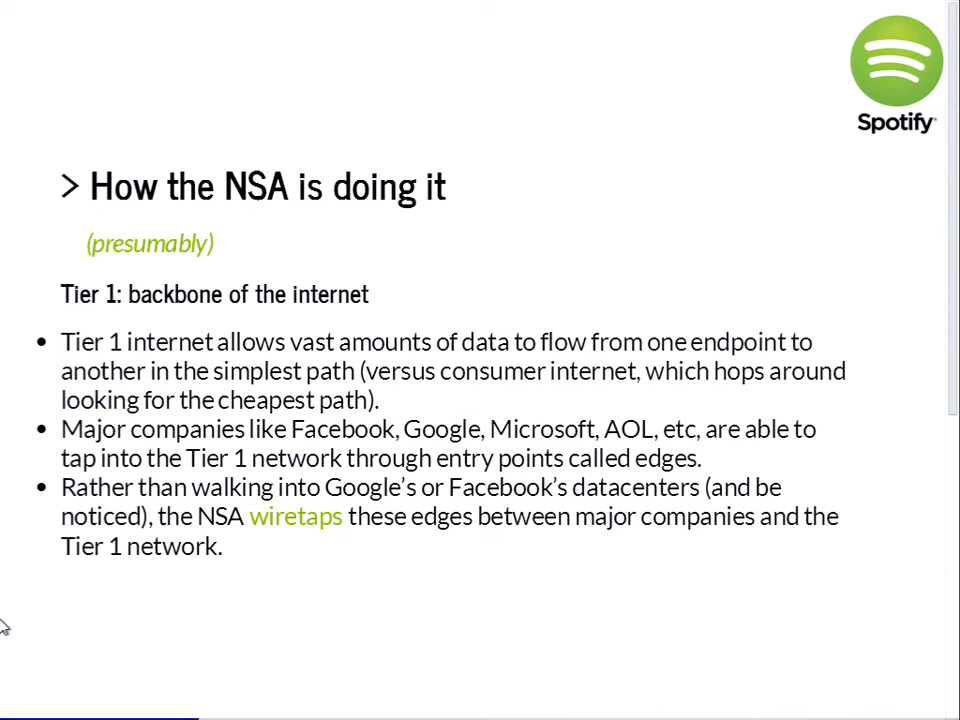 Spotify
> How the NSA is doing it
(presumably)
Tier 1: backbone of the internet
• Tier 1 internet allows vast amounts of data to flow from one endpoint to
another in the simplest path (versus consumer internet, which hops around
looking for the cheapest path).
• Major companies like Facebook, Google, Microsoft, AOL, etc, are able to
tap into the Tier 1 network through entry points called edges.
• Rather than walking into Google’s or Facebook’s datacenters (and be
noticed), the NSA wiretaps these edges between major companies and the
Tier 1 network.